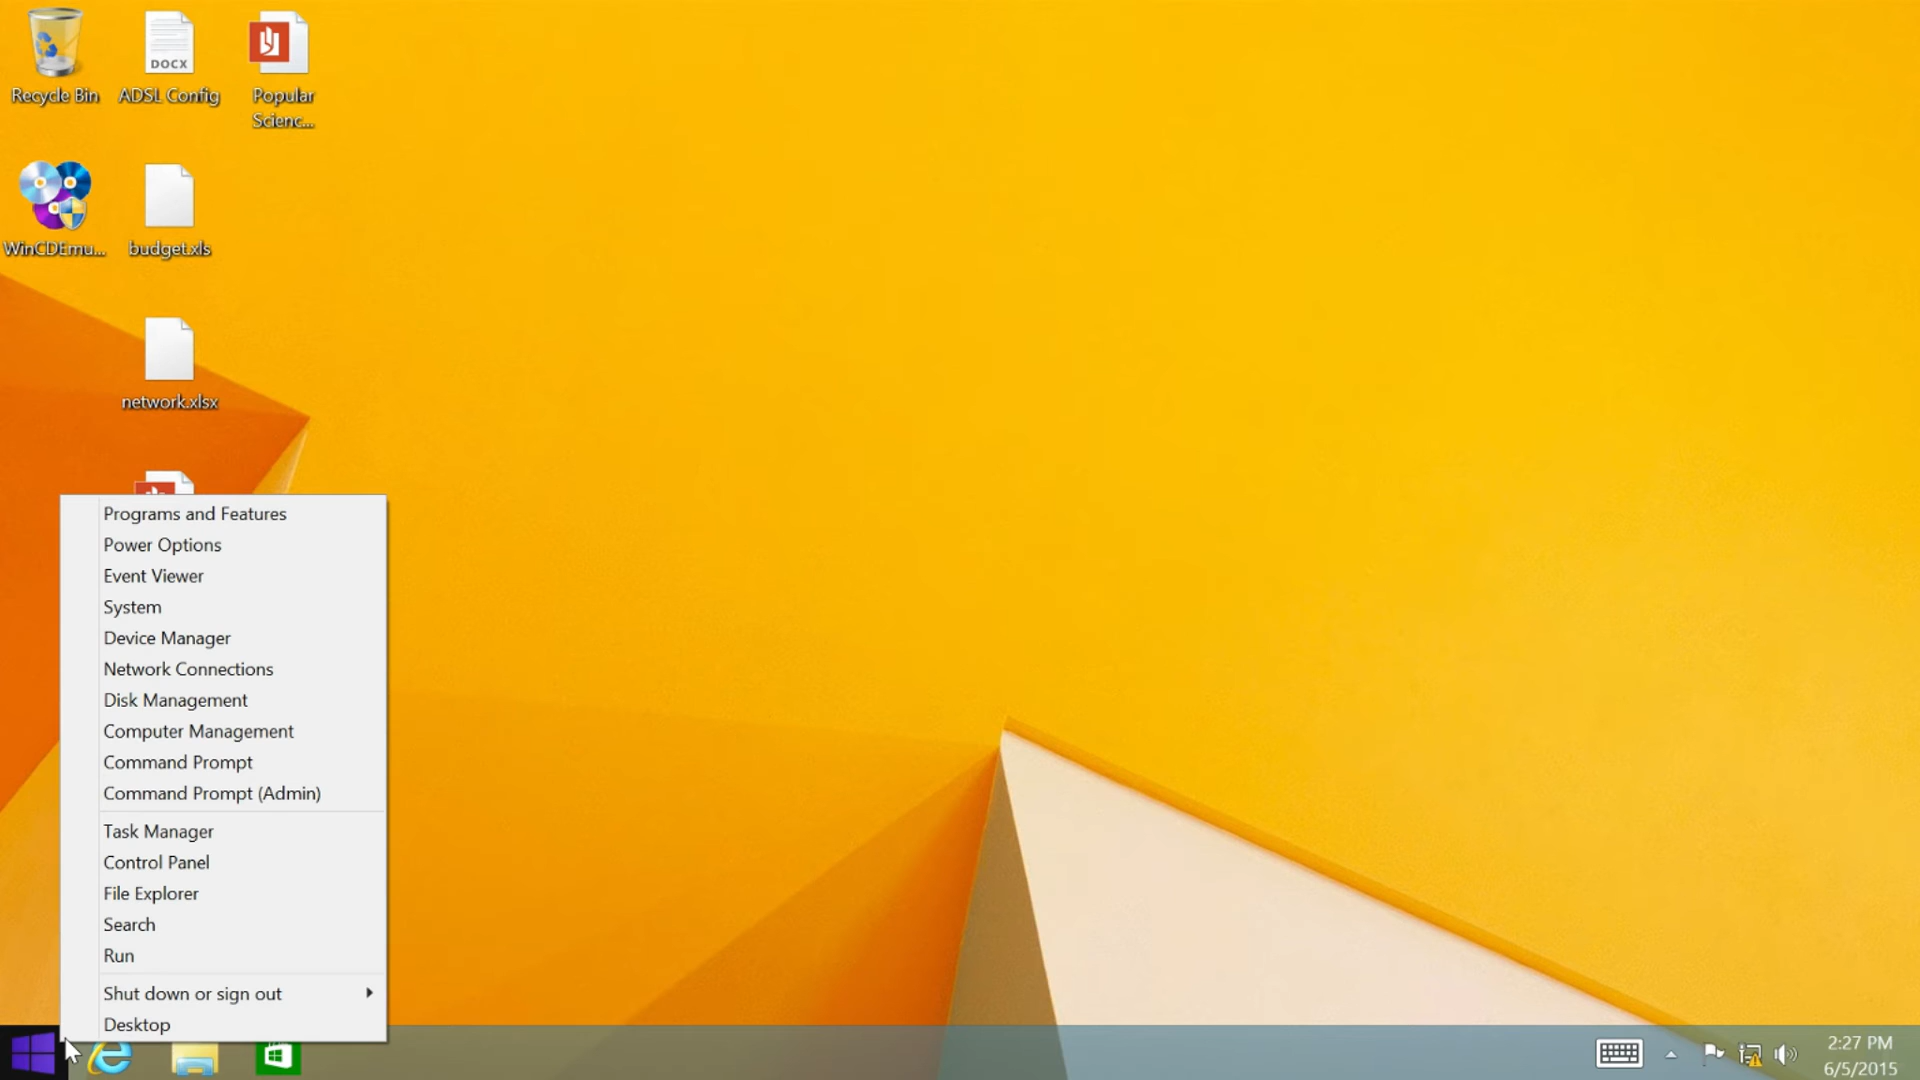 Recycle Bin
ADSL Config
Popular
Scienc...
DOCX
WinCDEmu...
budget.xls
network.xlsx
Programs and Features
Power Options
Event Viewer
System
Device Manager
Network Connections
Disk Management
Computer Management
Command Prompt
Command Prompt (Admin)
Task Manager
Control Panel
File Explorer
Search
Run
Shut down or sign out
Desktop
2:27 PM
6/5/2015